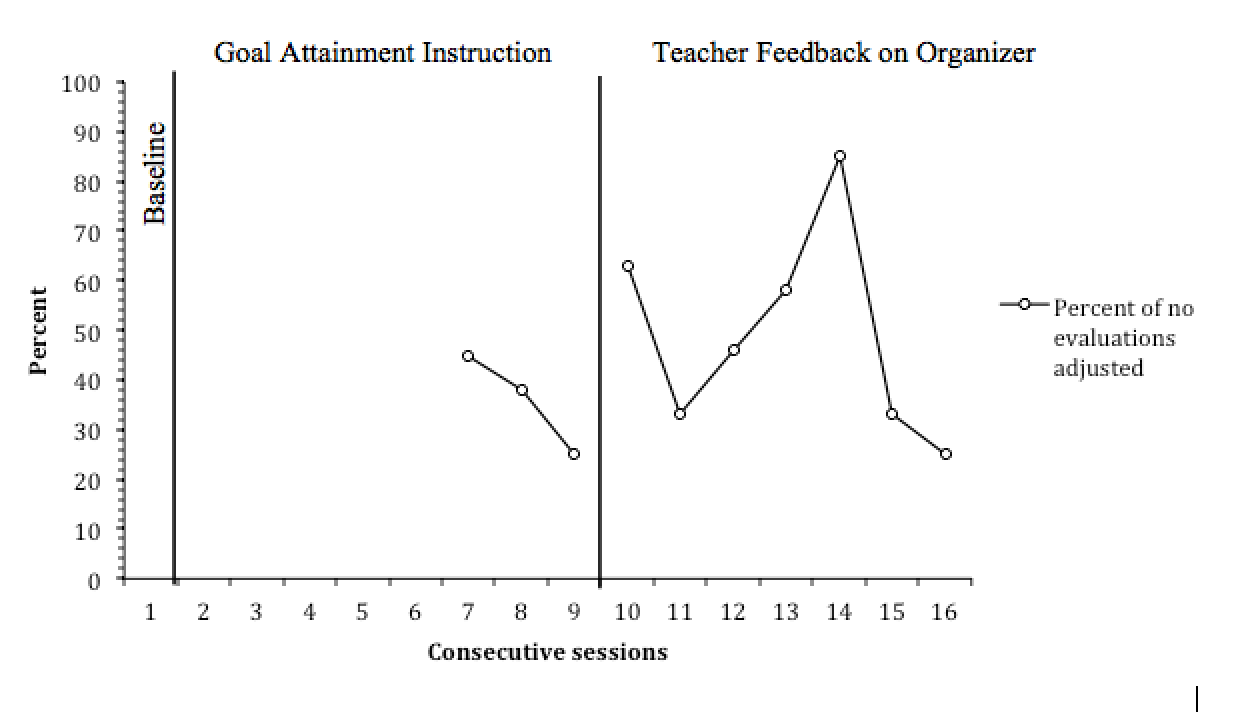 Goal Attainment Instruction
Teacher Feedback on Organizer
100
90
80
70
60
50
40
30
20
10
0
Baseline
Percent
Percent of no
evaluations
adjusted
1 2 3 4 5 6 7 8 9 10 11 12 13 14 15 16
Consecutive sessions